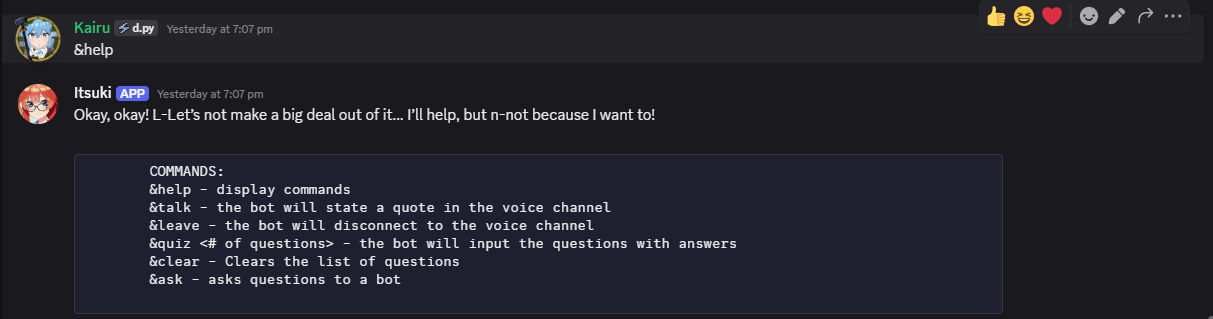 Kairu d.py Yesterday at 7:07 pm
&help
Itsuki APP Yesterday at 7:07 pm
Okay, okay! L-Let's not make a big deal out of it... I'll help, but n-not because I want to!
COMMANDS:
&help - display commands
&talk - the bot will state a quote in the voice channel
&leave - the bot will disconnect to the voice channel
&quiz <# of questions> - the bot will input the questions with answers
&clear - Clears the list of questions
&ask - asks questions to a bot